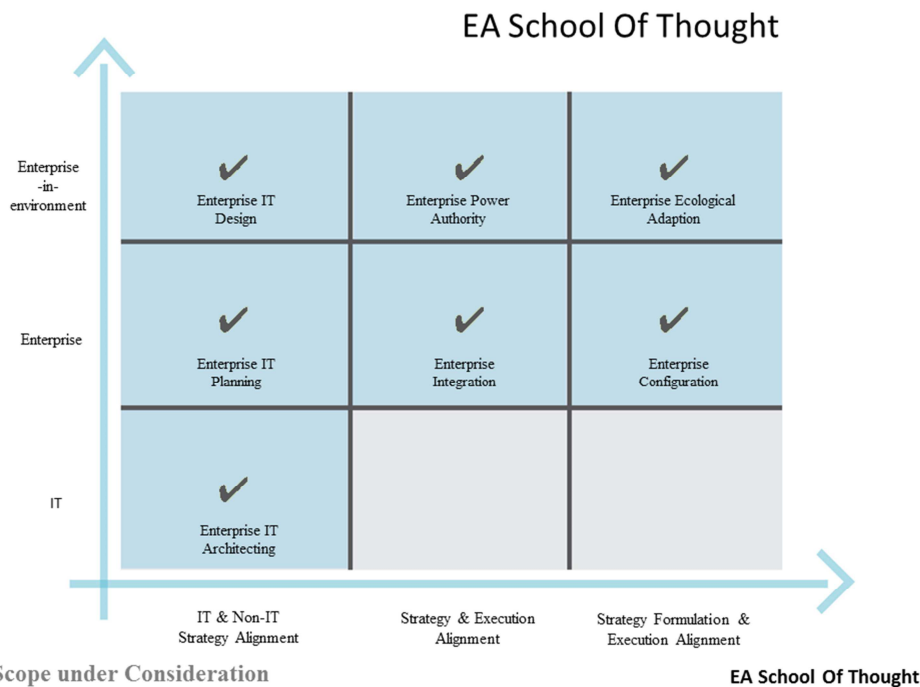 EA School Of Thought
Enterprise
-in-
environment
Enterprise IT
Design
Enterprise Power
Authority
Enterprise Ecological
Adaption
Enterprise
Enterprise IT
Planning
Enterprise
Integration
Enterprise
Configuration
IT
Enterprise IT
Architecting
IT & Non-IT
Strategy Alignment
Strategy & Execution
Alignment
Strategy Formulation &
Execution Alignment
Scope under Consideration
EA School Of Thought